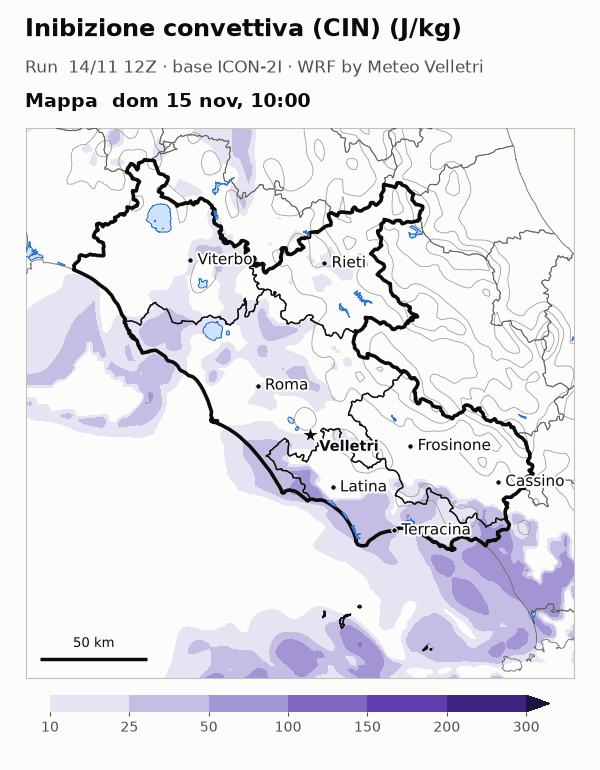 Inibizione convettiva (CIN) (J/kg)
Run  14/11 12Z · base ICON-2I · WRF by Meteo Velletri
Mappa  dom 15 nov, 10:00
Viterbo
Rieti
Roma
Velletri
Frosinone
Latina
Cassino
Terracina
50 km
10 25 50 100 150 200 300